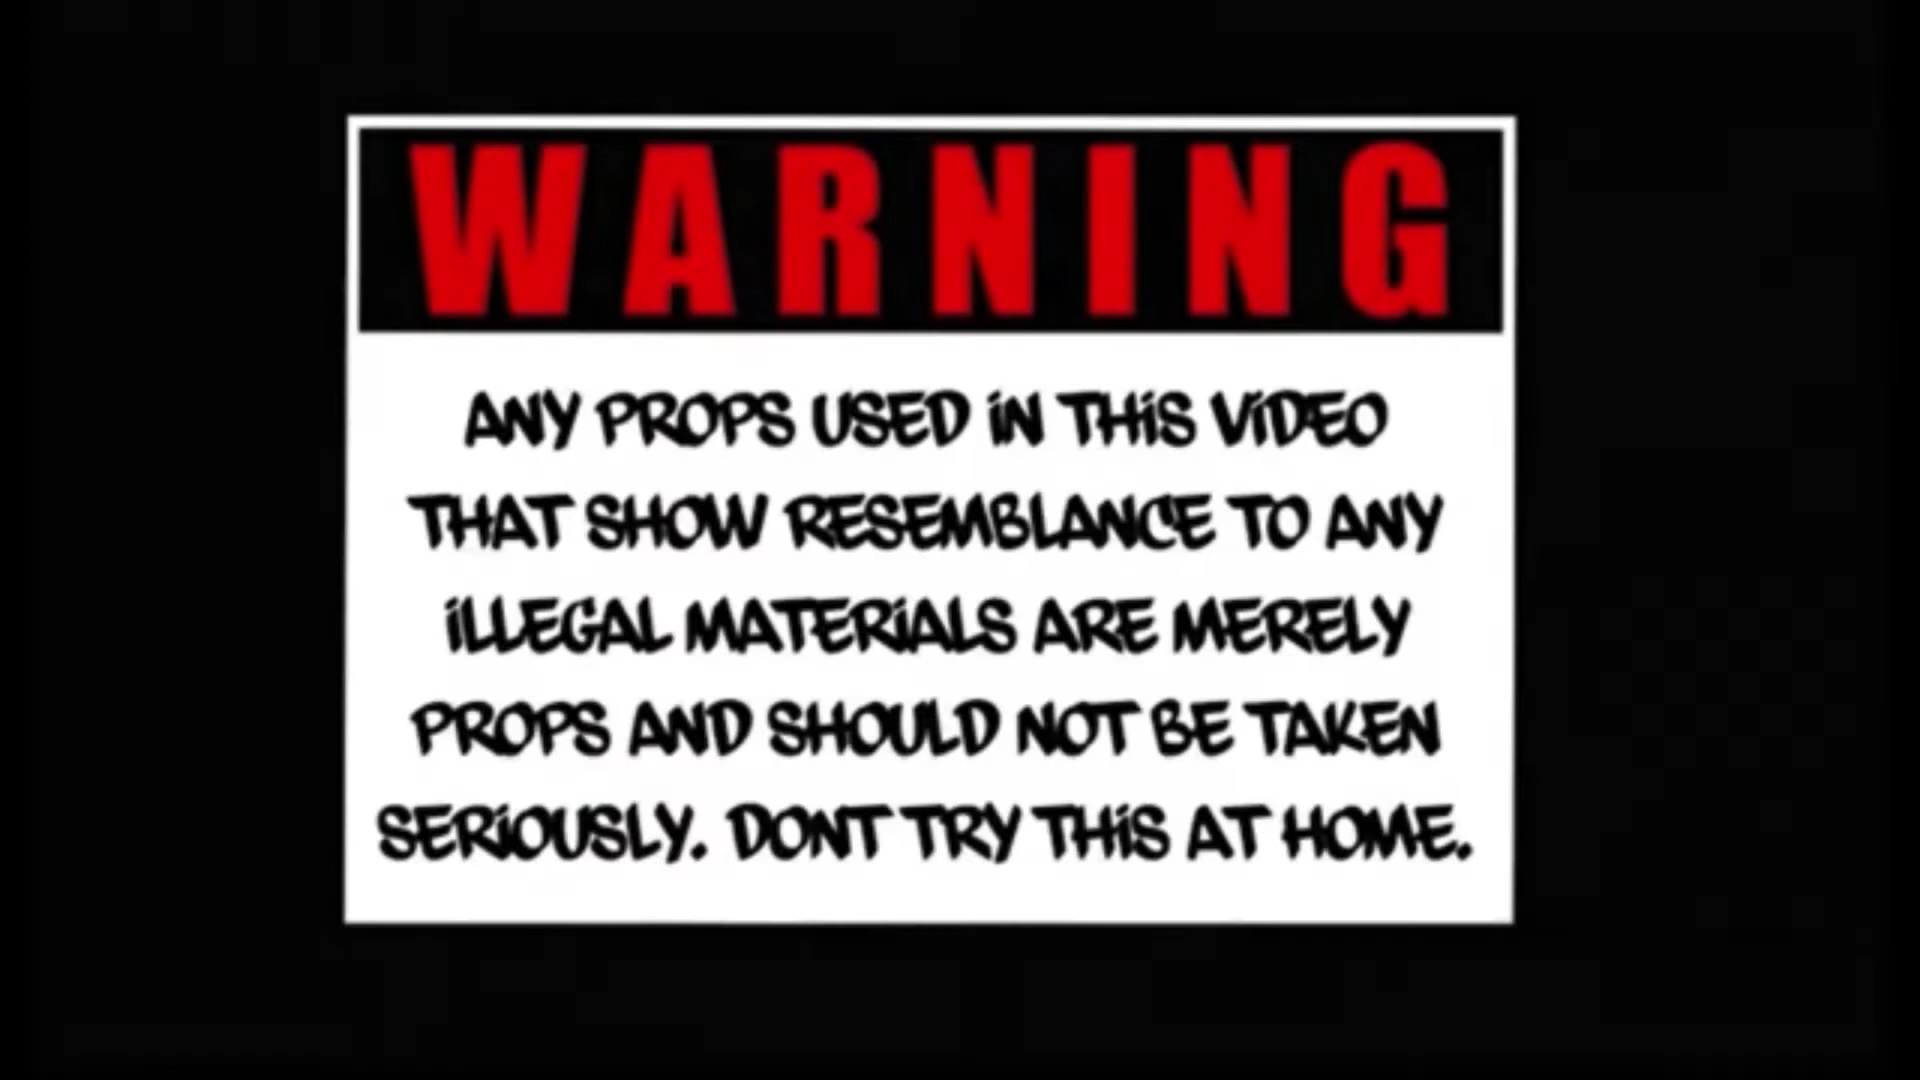 WARNING
ANY PROPS USED iN THiS ViDEO
THAT SHOW RESEMBLANCE TO ANY
iLLEGAL MATERiALS ARE MERELY
PROPS AND SHOULD NOT BE TAKEN
SERiOUSLY. DONT TRY THiS AT HOME.